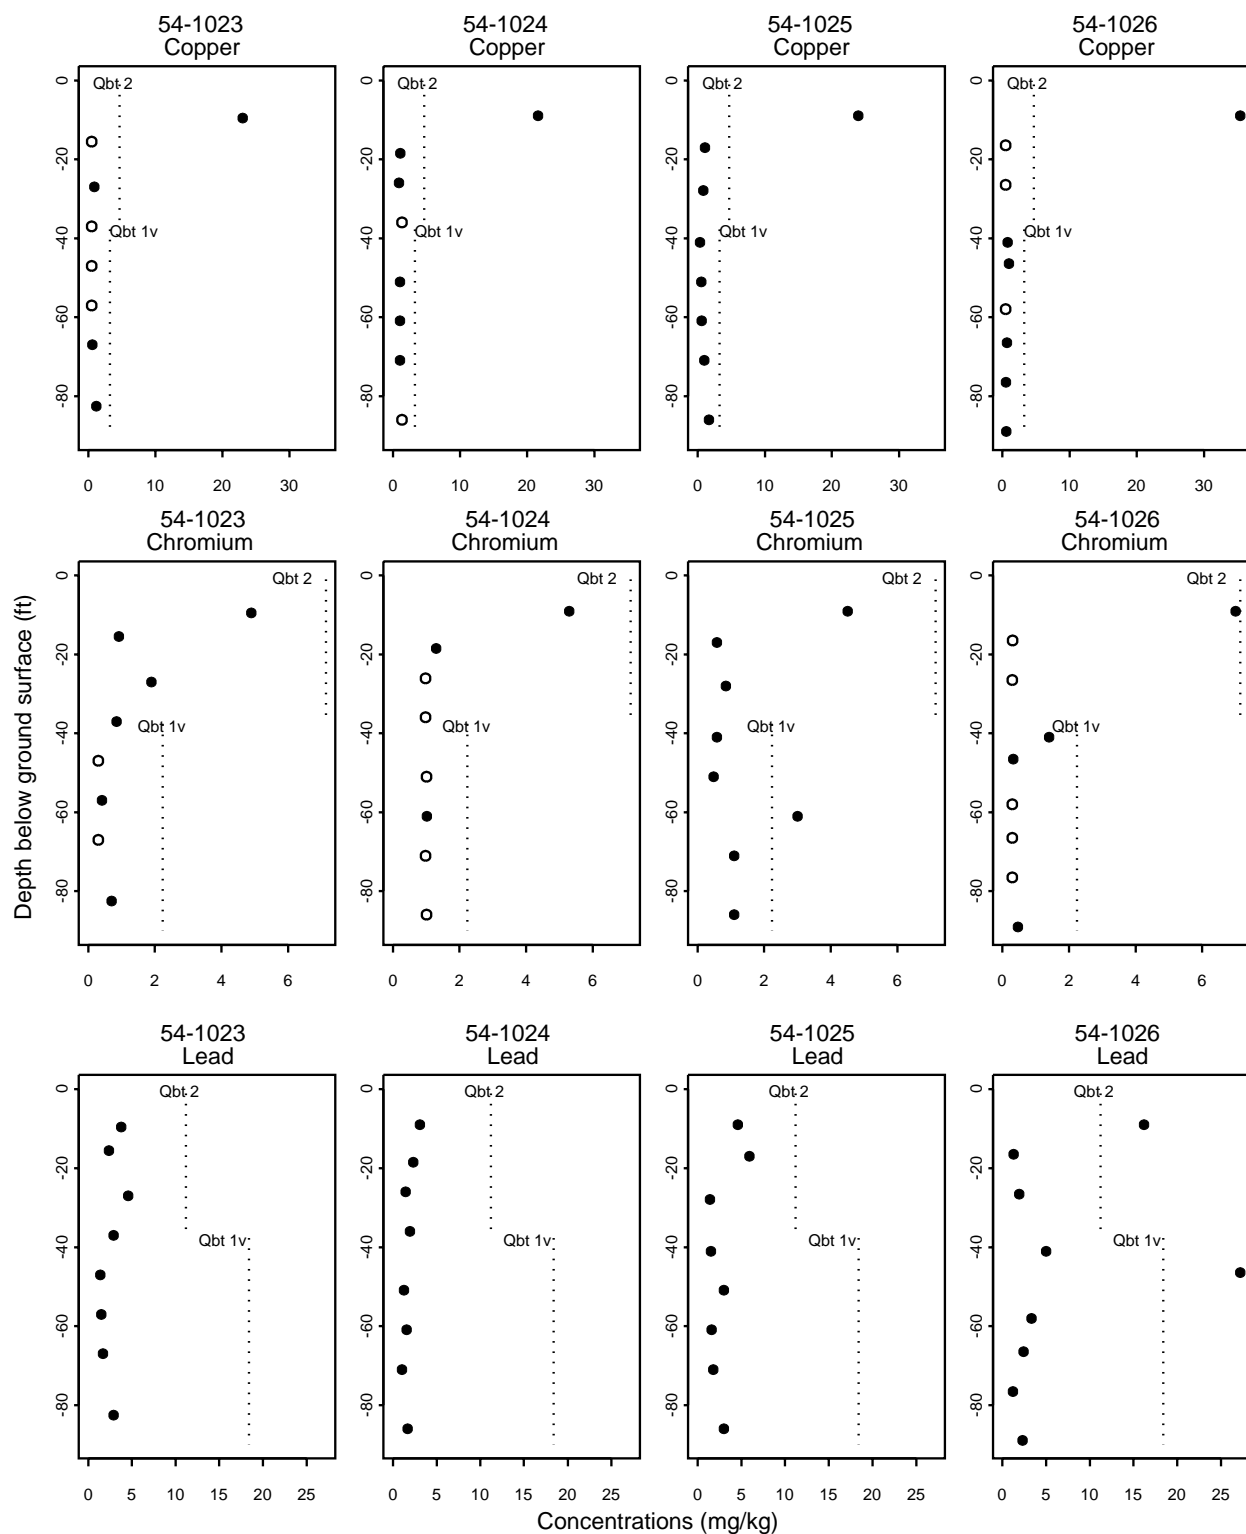 54-1023 54-1024 54-1025 54-1026
Copper Copper Copper Copper
0 Qbt 2 0 Qbt 2 0 Qbt 2 0 Qbt 2
-20 -20 -20 -20
-40 Qbt 1v -40 Qbt 1v -40 Qbt 1v -40 Qbt 1v
-60 -60 -60 -60
-80 -80 -80 -80
0 10 20 30 0 10 20 30 0 10 20 30 0 10 20 30
54-1023 54-1024 54-1025 54-1026
Chromium Chromium Chromium Chromium
0 Qbt 2 0 Qbt 2 0 Qbt 2 0 Qbt 2
-20 -20 -20 -20
-40 Qbt 1v -40 Qbt 1v -40 Qbt 1v -40 Qbt 1v
-60 -60 -60 -60
-80 -80 -80 -80
0 2 4 6 0 2 4 6 0 2 4 6 0 2 4 6
Depth below ground surface (ft)
54-1023 54-1024 54-1025 54-1026
Lead Lead Lead Lead
0 Qbt 2 0 Qbt 2 0 Qbt 2 0 Qbt 2
-20 -20 -20 -20
-40 Qbt 1v -40 Qbt 1v -40 Qbt 1v -40 Qbt 1v
-60 -60 -60 -60
-80 -80 -80 -80
0 5 10 15 20 25 0 5 10 15 20 25 0 5 10 15 20 25 0 5 10 15 20 25
Concentrations (mg/kg)